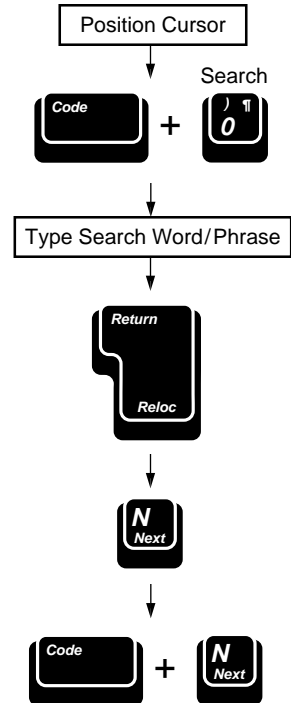 Position Cursor
Search
Code
+
) ¶
0
Type Search Word/Phrase
Return
Reloc
N
Next
Code
+
N
Next